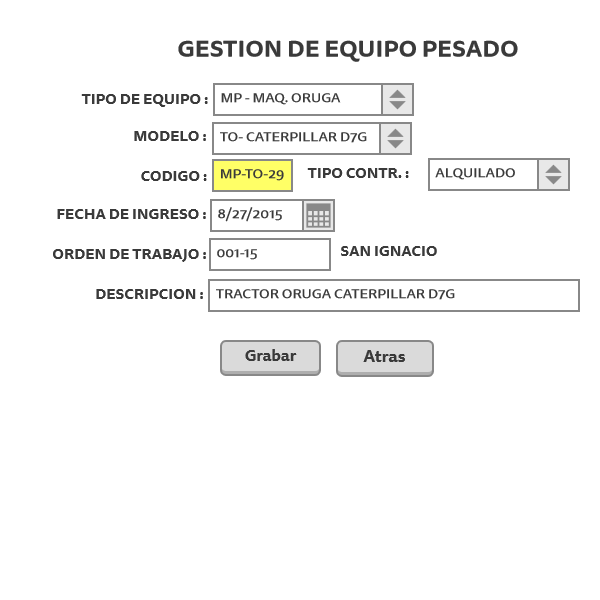 GESTION DE EQUIPO PESADO
TIPO DE EQUIPO : MP - MAQ. ORUGA
MODELO : TO- CATERPILLAR D7G
CODIGO : MP-TO-29 TIPO CONTR. : ALQUILADO
FECHA DE INGRESO : 8/27/2015
ORDEN DE TRABAJO : 001-15 SAN IGNACIO
DESCRIPCION : TRACTOR ORUGA CATERPILLAR D7G
Grabar Atras